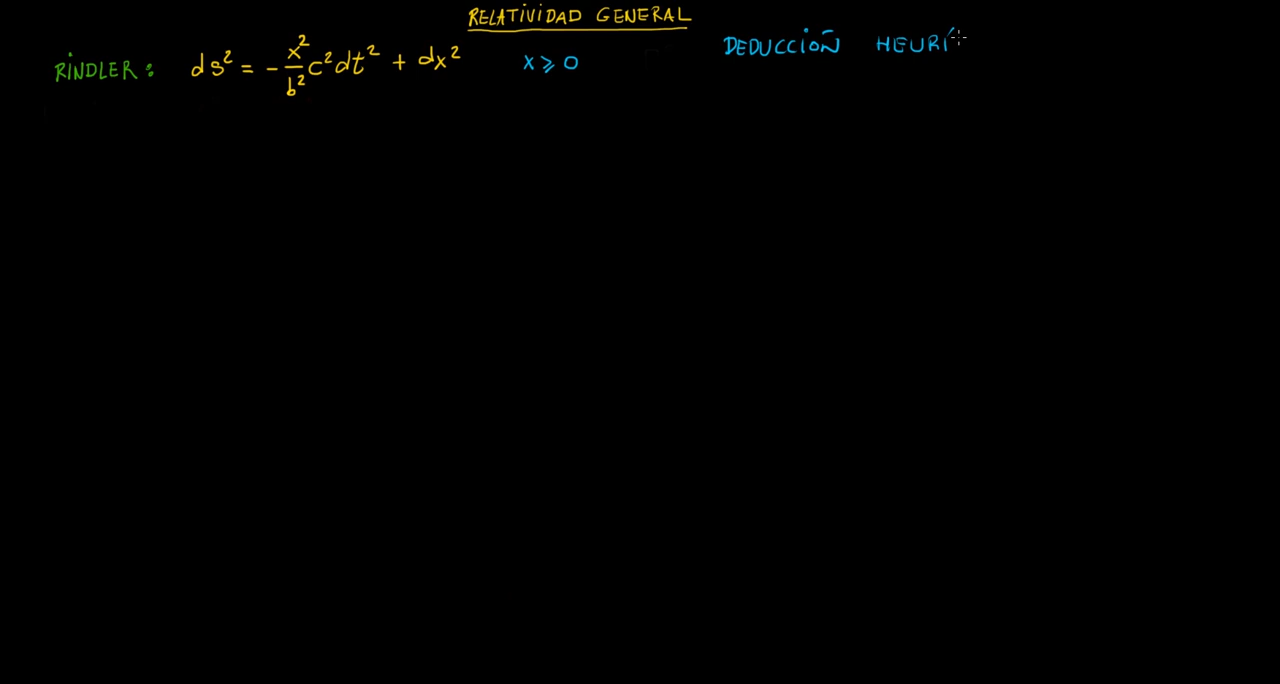 RELATIVIDAD GENERAL
RINDLER: ds² = - x²/b² c²dt² + dx² x ⩾ 0 DEDUCCIÓN HEURÍ